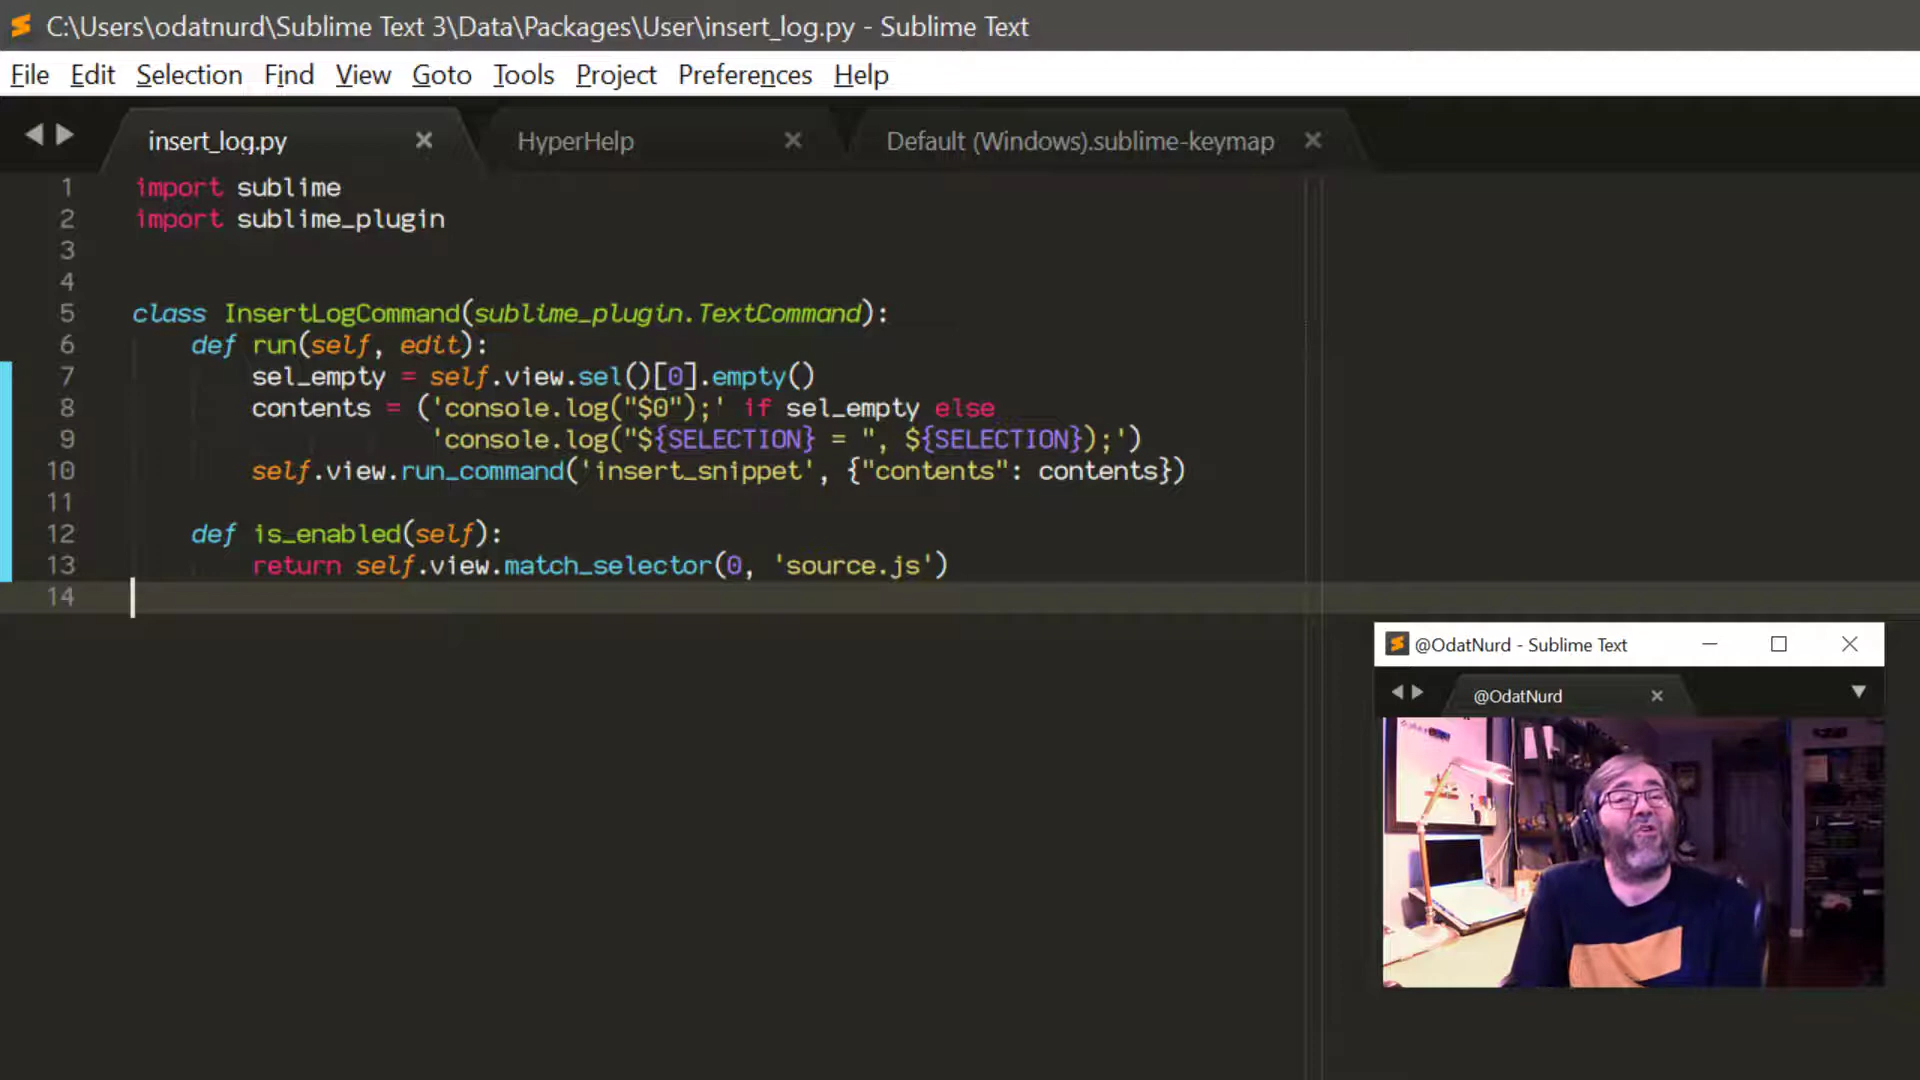 C:\Users\odatnurd\Sublime Text 3\Data\Packages\User\insert_log.py - Sublime Text
File Edit Selection Find View Goto Tools Project Preferences Help
insert_log.py HyperHelp Default (Windows).sublime-keymap
1 import sublime
2 import sublime_plugin
3
4
5 class InsertLogCommand(sublime_plugin.TextCommand):
6     def run(self, edit):
7         sel_empty = self.view.sel()[0].empty()
8         contents = ('console.log("$0");' if sel_empty else
9                     'console.log("${SELECTION} = ", ${SELECTION});')
10         self.view.run_command('insert_snippet', {"contents": contents})
11
12     def is_enabled(self):
13         return self.view.match_selector(0, 'source.js')
14
@OdatNurd - Sublime Text
@OdatNurd